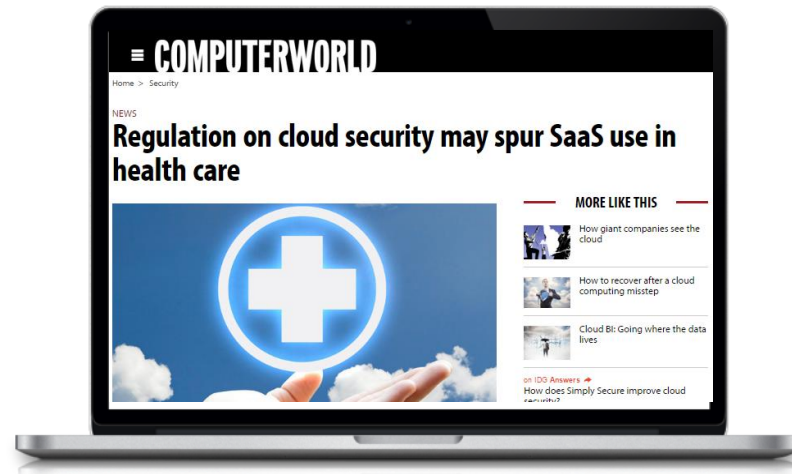 COMPUTERWORLD
Home > Security
NEWS
Regulation on cloud security may spur SaaS use in
health care
MORE LIKE THIS
How giant companies see the
cloud
How to recover after a cloud
computing misstep
Cloud BI: Going where the data
lives
on IDG Answers
How does Simply Secure improve cloud
security?